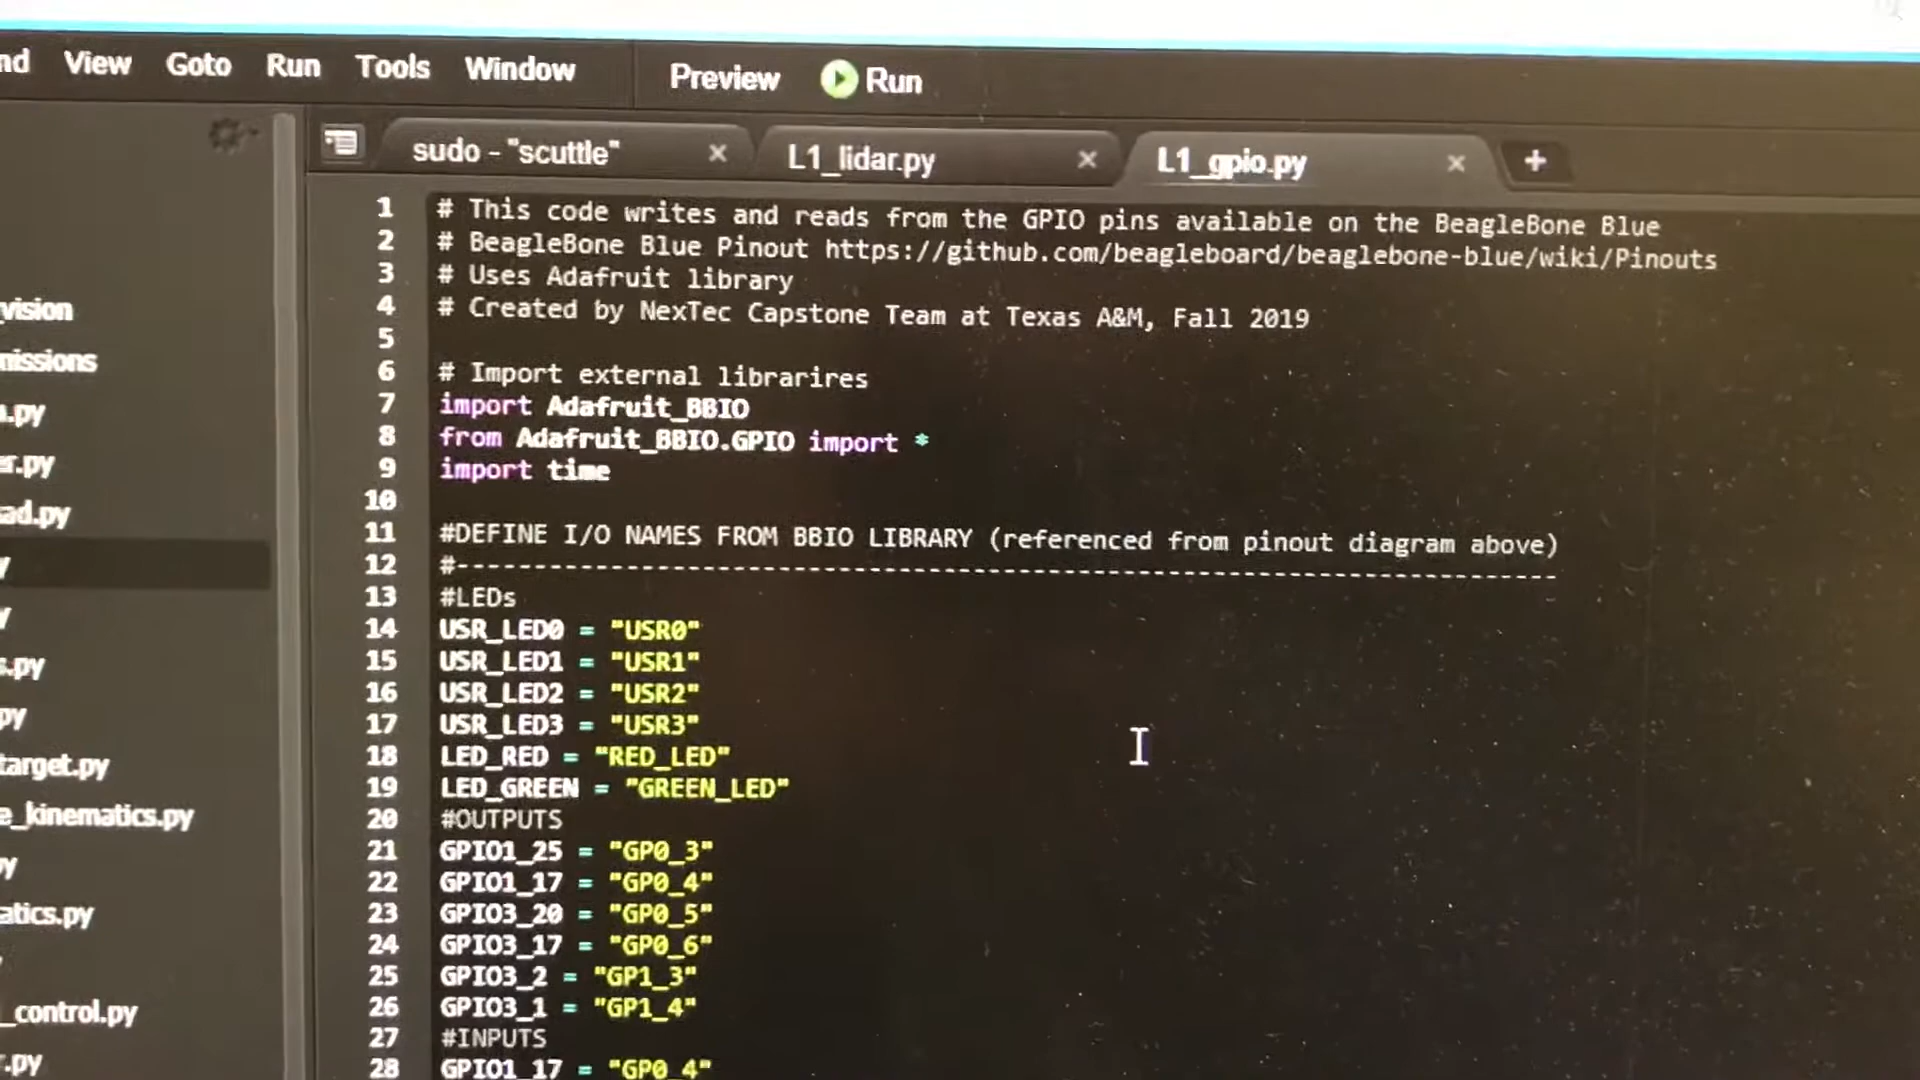 View Goto Run Tools Window Preview Run
sudo - "scuttle" × L1_lidar.py × L1_gpio.py × +
1 # This code writes and reads from the GPIO pins available on the BeagleBone Blue
2 # BeagleBone Blue Pinout https://github.com/beagleboard/beaglebone-blue/wiki/Pinouts
3 # Uses Adafruit library
4 # Created by NexTec Capstone Team at Texas A&M, Fall 2019
5
6 # Import external librarires
7 import Adafruit_BBIO
8 from Adafruit_BBIO.GPIO import *
9 import time
10
11 #DEFINE I/O NAMES FROM BBIO LIBRARY (referenced from pinout diagram above)
12 #------------------------------------------------------------------------
13 #LEDs
14 USR_LED0 = "USR0"
15 USR_LED1 = "USR1"
16 USR_LED2 = "USR2"
17 USR_LED3 = "USR3"
18 LED_RED = "RED_LED"
19 LED_GREEN = "GREEN_LED"
20 #OUTPUTS
21 GPIO1_25 = "GP0_3"
22 GPIO1_17 = "GP0_4"
23 GPIO3_20 = "GP0_5"
24 GPIO3_17 = "GP0_6"
25 GPIO3_2 = "GP1_3"
26 GPIO3_1 = "GP1_4"
27 #INPUTS
28 GPIO1_17 = "GP0_4"
_vision
missions
.py
er.py
ad.py
s.py
py
target.py
e_kinematics.py
atics.py
_control.py
r.py